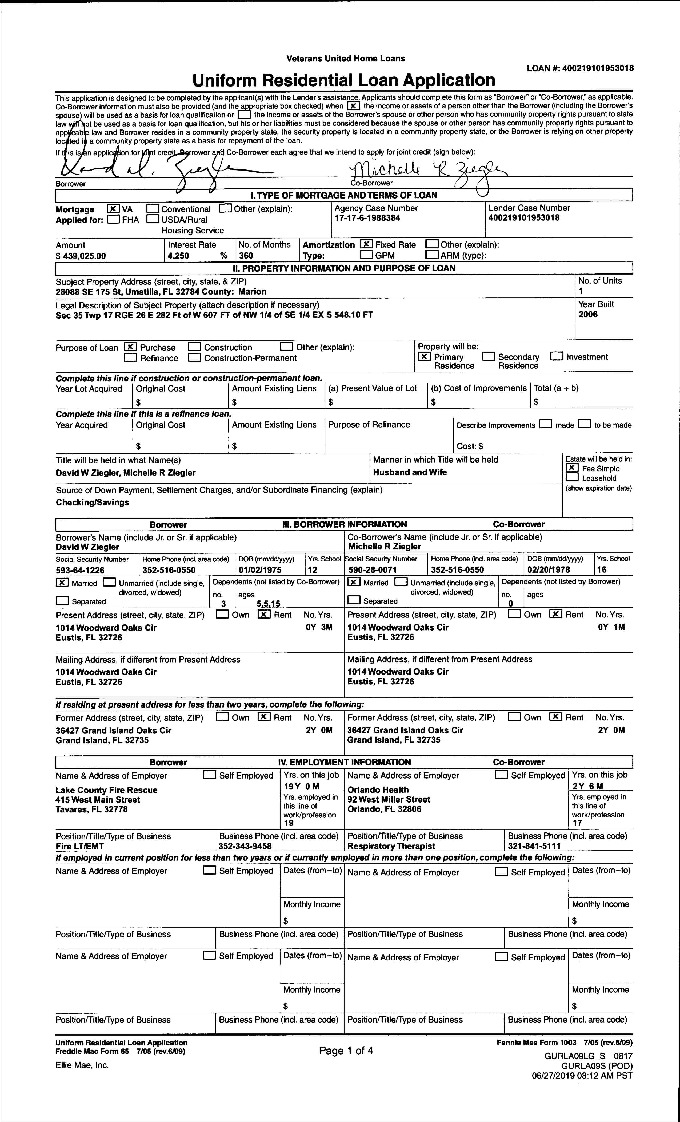 Veterans United Home Loans
LOAN #: 400219101953018
Uniform Residential Loan Application
This application is designed to be completed by the applicant(s) with the Lender's assistance. Applicants should complete this form as "Borrower" or "Co-Borrower," as applicable.
Co-Borrower information must also be provided (and the appropriate box checked) when [X] the income or assets of a person other than the Borrower (including the Borrower's
spouse) will be used as a basis for loan qualification or [ ] the income or assets of the Borrower's spouse or other person who has community property rights pursuant to state
law will not be used as a basis for loan qualification, but his or her liabilities must be considered because the spouse or other person has community property rights pursuant to
applicable law and Borrower resides in a community property state, the security property is located in a community property state, or the Borrower is relying on other property
located in a community property state as a basis for repayment of the loan.
If this is an application for joint credit, Borrower and Co-Borrower each agree that we intend to apply for joint credit (sign below):
Michelle R Ziegler
Borrower Co-Borrower
I. TYPE OF MORTGAGE AND TERMS OF LOAN
Mortgage [X] VA [ ] Conventional [ ] Other (explain): Agency Case Number Lender Case Number
Applied for: [ ] FHA [ ] USDA/Rural 17-17-6-1988384 400219101953018
Housing Service
Amount Interest Rate No. of Months Amortization [X] Fixed Rate [ ] Other (explain):
$ 439,025.00 4.250 % 360 Type: [ ] GPM [ ] ARM (type):
II. PROPERTY INFORMATION AND PURPOSE OF LOAN
Subject Property Address (street, city, state, & ZIP) No. of Units
26088 SE 175 St, Umatilla, FL 32784 County: Marion 1
Legal Description of Subject Property (attach description if necessary) Year Built
Sec 35 Twp 17 RGE 26 E 282 Ft of W 607 FT of NW 1/4 of SE 1/4 EX S 548.10 FT 2006
Purpose of Loan [X] Purchase [ ] Construction [ ] Other (explain): Property will be:
[ ] Refinance [ ] Construction-Permanent [X] Primary Residence [ ] Secondary Residence [ ] Investment
Complete this line if construction or construction-permanent loan.
Year Lot Acquired Original Cost Amount Existing Liens (a) Present Value of Lot (b) Cost of Improvements Total (a + b)
$ $ $ $ $
Complete this line if this is a refinance loan.
Year Acquired Original Cost Amount Existing Liens Purpose of Refinance Describe Improvements [ ] made [ ] to be made
$ $ Cost: $
Title will be held in what Name(s) Manner in which Title will be held Estate will be held in:
David W Ziegler, Michelle R Ziegler Husband and Wife [X] Fee Simple
[ ] Leasehold
Source of Down Payment, Settlement Charges, and/or Subordinate Financing (explain) (show expiration date)
Checking/Savings
Borrower III. BORROWER INFORMATION Co-Borrower
Borrower's Name (include Jr. or Sr. if applicable) Co-Borrower's Name (include Jr. or Sr. if applicable)
David W Ziegler Michelle R Ziegler
Social Security Number Home Phone (incl. area code) DOB (mm/dd/yyyy) Yrs. School Social Security Number Home Phone (incl. area code) DOB (mm/dd/yyyy) Yrs. School
593-64-1226 352-516-0550 01/02/1975 12 590-28-0071 352-516-0550 02/20/1978 16
[X] Married [ ] Unmarried (include single, divorced, widowed) Dependents (not listed by Co-Borrower) [X] Married [ ] Unmarried (include single, divorced, widowed) Dependents (not listed by Borrower)
[ ] Separated no. 3 ages 5,5,15 [ ] Separated no. 0 ages
Present Address (street, city, state, ZIP) [ ] Own [X] Rent No. Yrs. Present Address (street, city, state, ZIP) [ ] Own [X] Rent No. Yrs.
1014 Woodward Oaks Cir 0Y 3M 1014 Woodward Oaks Cir 0Y 1M
Eustis, FL 32726 Eustis, FL 32726
Mailing Address, if different from Present Address Mailing Address, if different from Present Address
1014 Woodward Oaks Cir 1014 Woodward Oaks Cir
Eustis, FL 32726 Eustis, FL 32726
If residing at present address for less than two years, complete the following:
Former Address (street, city, state, ZIP) [ ] Own [X] Rent No. Yrs. Former Address (street, city, state, ZIP) [ ] Own [X] Rent No. Yrs.
36427 Grand Island Oaks Cir 2Y 0M 36427 Grand Island Oaks Cir 2Y 0M
Grand Island, FL 32735 Grand Island, FL 32735
Borrower IV. EMPLOYMENT INFORMATION Co-Borrower
Name & Address of Employer [ ] Self Employed Yrs. on this job Name & Address of Employer [ ] Self Employed Yrs. on this job
19Y 0M 2Y 6M
Lake County Fire Rescue Yrs. employed in this line of work/profession Orlando Health Yrs. employed in this line of work/profession
415 West Main Street 92 West Miller Street
Tavares, FL 32778 Orlando, FL 32806
19 17
Position/Title/Type of Business Business Phone (incl. area code) Position/Title/Type of Business Business Phone (incl. area code)
Fire LT/EMT 352-343-9458 Respiratory Therapist 321-841-5111
If employed in current position for less than two years or if currently employed in more than one position, complete the following:
Name & Address of Employer [ ] Self Employed Dates (from–to) Name & Address of Employer [ ] Self Employed Dates (from–to)
Monthly Income Monthly Income
$ $
Position/Title/Type of Business Business Phone (incl. area code) Position/Title/Type of Business Business Phone (incl. area code)
Name & Address of Employer [ ] Self Employed Dates (from–to) Name & Address of Employer [ ] Self Employed Dates (from–to)
Monthly Income Monthly Income
$ $
Position/Title/Type of Business Business Phone (incl. area code) Position/Title/Type of Business Business Phone (incl. area code)
Uniform Residential Loan Application Fannie Mae Form 1003 7/05 (rev.6/09)
Freddie Mac Form 65 7/05 (rev.6/09) Page 1 of 4
GURLA09LG S 0817
Ellie Mae, Inc. GURLA09S (POD)
06/27/2019 08:12 AM PST